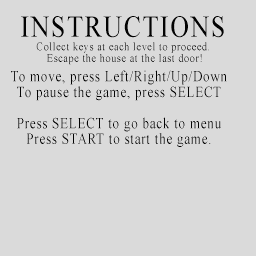 INSTRUCTIONS
Collect keys at each level to proceed.
Escape the house at the last door!
To move, press Left/Right/Up/Down
To pause the game, press SELECT
Press SELECT to go back to menu
Press START to start the game.